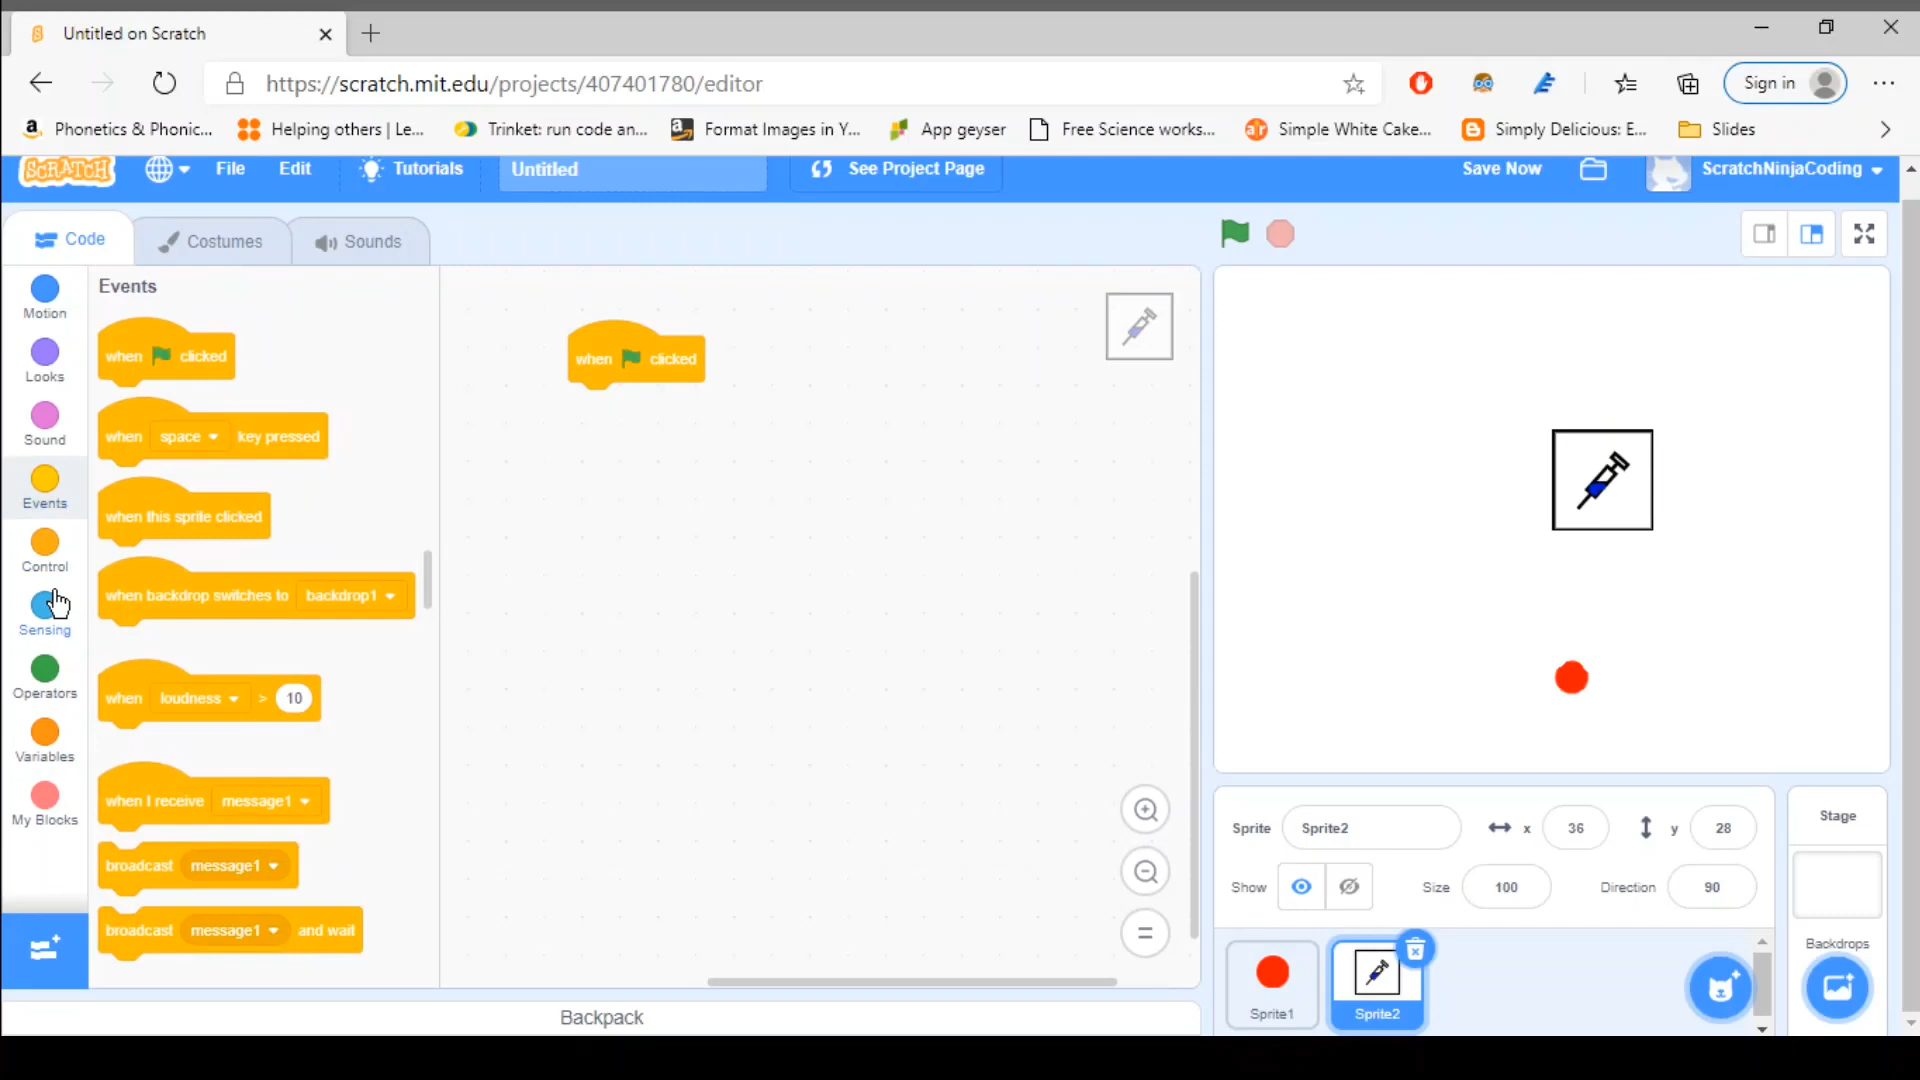 Untitled on Scratch
https://scratch.mit.edu/projects/407401780/editor
Sign in
Phonetics & Phonic...
Helping others | Le...
Trinket: run code an...
Format Images in Y...
App geyser
Free Science works...
Simple White Cake...
Simply Delicious: E...
Slides
SCRATCH
File
Edit
Tutorials
Untitled
See Project Page
Save Now
ScratchNinjaCoding
Code
Costumes
Sounds
Motion
Looks
Sound
Events
Control
Sensing
Operators
Variables
My Blocks
Events
when clicked
when space key pressed
when this sprite clicked
when backdrop switches to backdrop1
when loudness > 10
when I receive message1
broadcast message1
broadcast message1 and wait
when clicked
Backpack
Sprite Sprite2 x 36 y 28
Show Size 100 Direction 90
Sprite1
Sprite2
Stage
Backdrops